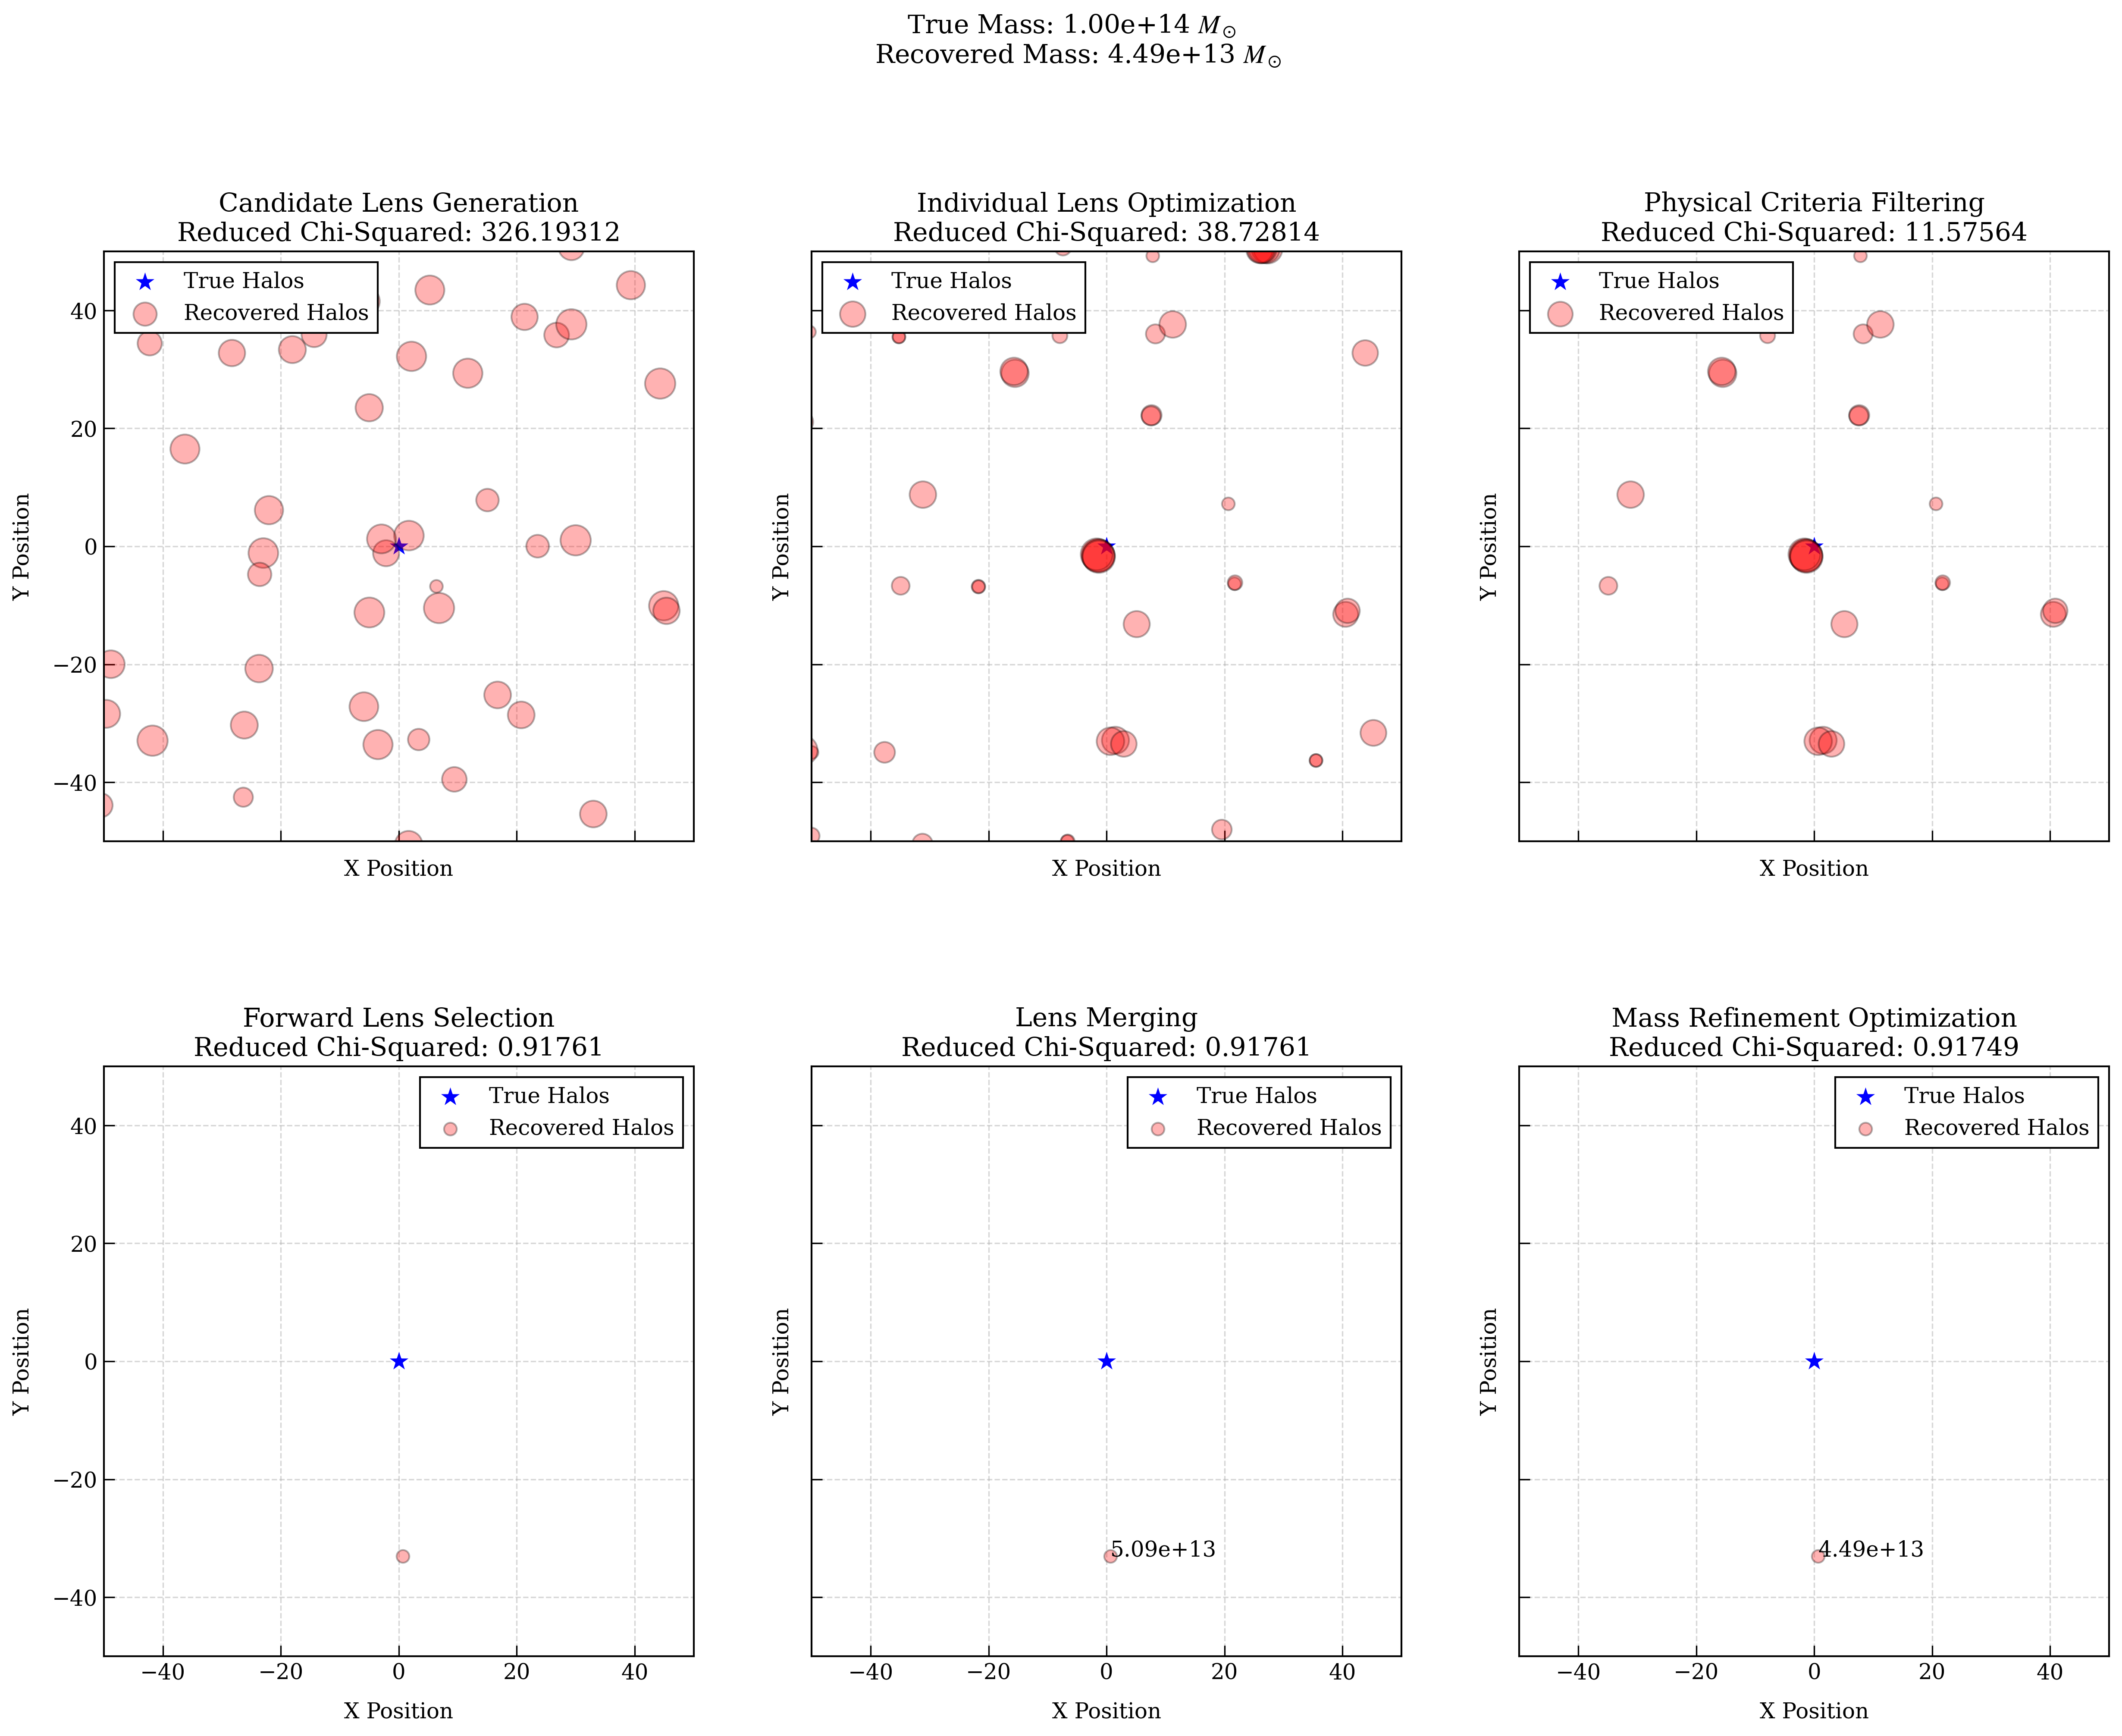 True Mass: 1.00e+14 M⊙
Recovered Mass: 4.49e+13 M⊙
Candidate Lens Generation
Reduced Chi-Squared: 326.19312
True Halos
Recovered Halos
40
20
0
−20
−40
Y Position
X Position
Individual Lens Optimization
Reduced Chi-Squared: 38.72814
True Halos
Recovered Halos
Y Position
X Position
Physical Criteria Filtering
Reduced Chi-Squared: 11.57564
True Halos
Recovered Halos
Y Position
X Position
Forward Lens Selection
Reduced Chi-Squared: 0.91761
True Halos
Recovered Halos
40
20
0
−20
−40
Y Position
−40 −20 0 20 40
X Position
Lens Merging
Reduced Chi-Squared: 0.91761
True Halos
Recovered Halos
5.09e+13
Y Position
−40 −20 0 20 40
X Position
Mass Refinement Optimization
Reduced Chi-Squared: 0.91749
True Halos
Recovered Halos
4.49e+13
Y Position
−40 −20 0 20 40
X Position